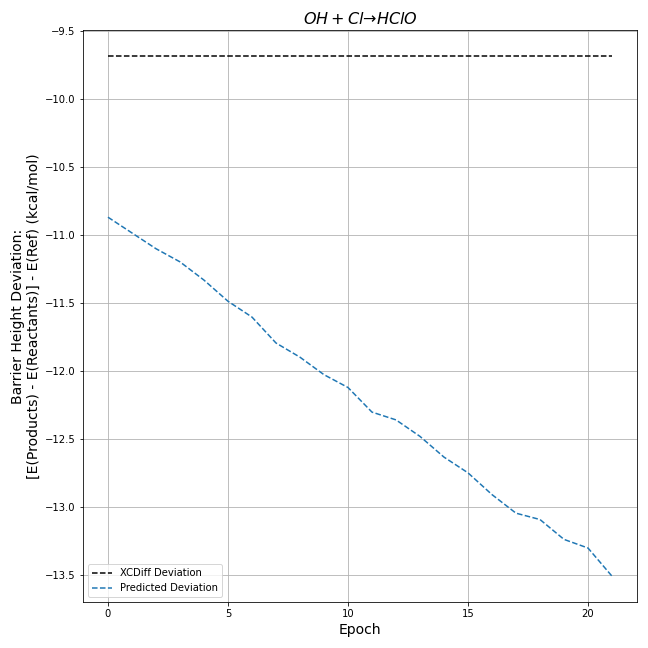 OH + Cl→HClO
Barrier Height Deviation:
[E(Products) - E(Reactants)] - E(Ref) (kcal/mol)
−9.5
−10.0
−10.5
−11.0
−11.5
−12.0
−12.5
−13.0
−13.5
XCDiff Deviation
Predicted Deviation
0
5
10
15
20
Epoch